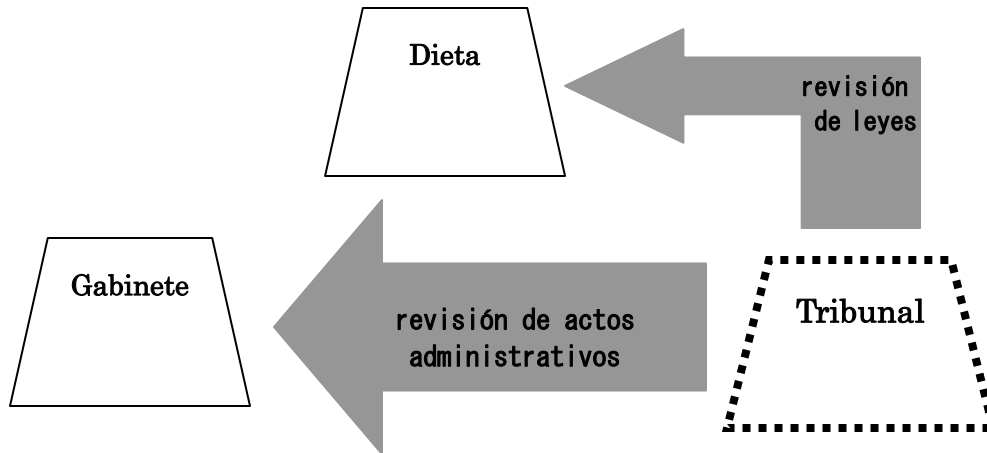 Dieta
revisión
de leyes
Gabinete
Tribunal
revisión de actos
administrativos